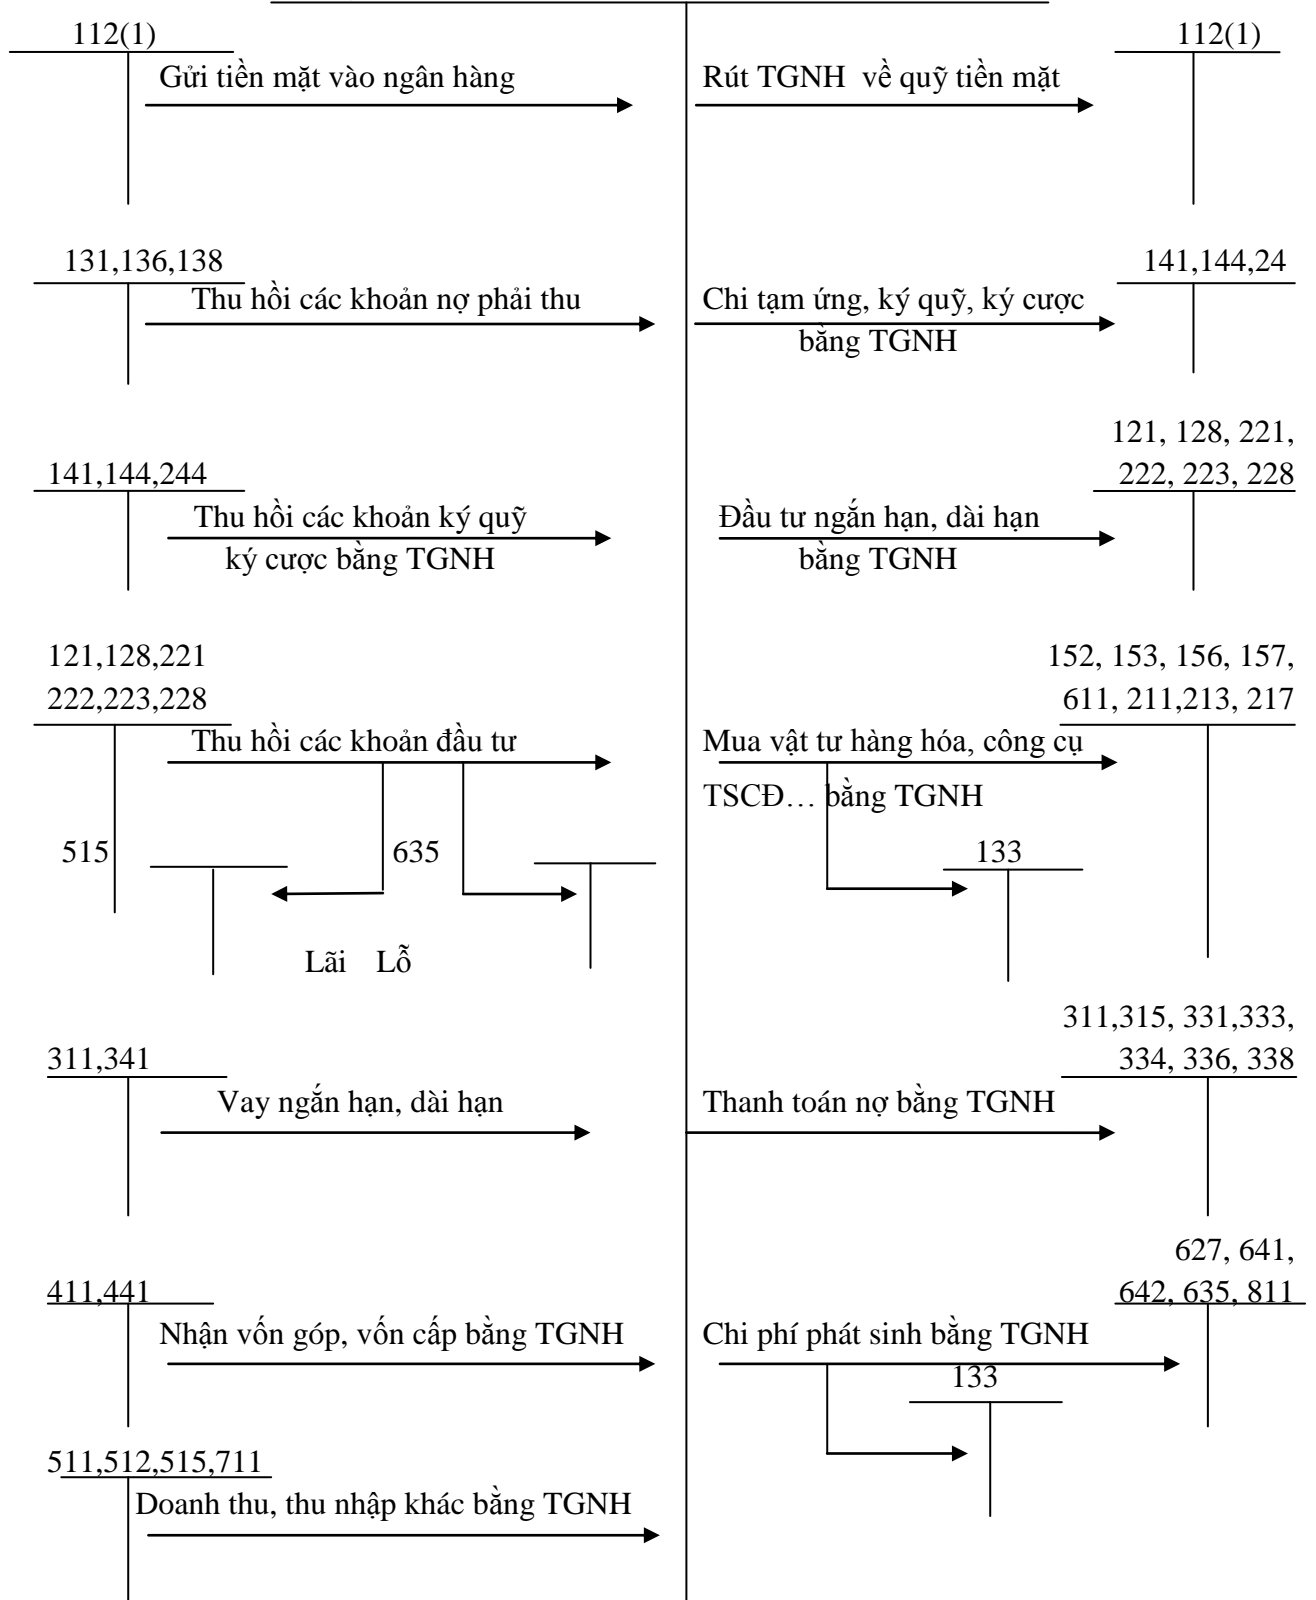 112(1)
112(1)
Gửi tiền mặt vào ngân hàng
Rút TGNH về quỹ tiền mặt
131,136,138
141,144,24
Thu hồi các khoản nợ phải thu
Chi tạm ứng, ký quỹ, ký cược
bằng TGNH
121, 128, 221,
141,144,244
222, 223, 228
Thu hồi các khoản ký quỹ
Đầu tư ngắn hạn, dài hạn
ký cược bằng TGNH
bằng TGNH
121,128,221
152, 153, 156, 157,
222,223,228
611, 211,213, 217
Thu hồi các khoản đầu tư
Mua vật tư hàng hóa, công cụ
TSCĐ… bằng TGNH
515
635
133
Lãi Lỗ
311,315, 331,333,
311,341
334, 336, 338
Vay ngắn hạn, dài hạn
Thanh toán nợ bằng TGNH
627, 641,
411,441
642, 635, 811
Nhận vốn góp, vốn cấp bằng TGNH
Chi phí phát sinh bằng TGNH
133
511,512,515,711
Doanh thu, thu nhập khác bằng TGNH